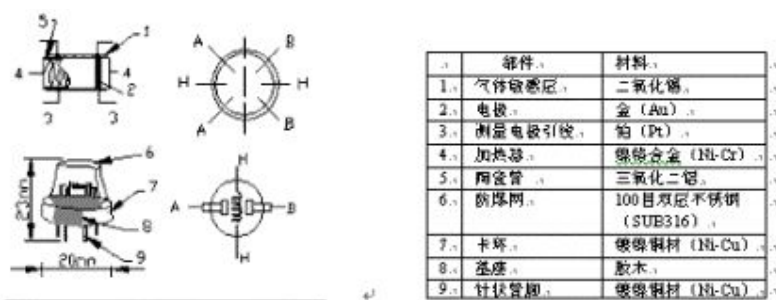 5 1
A B
4 4
H H
2
3 3
A B
6
H
7
A B
23mm
8
H
9
20mm
部件 材料
1. 气体敏感层 二氧化锡
2. 电极 金（Au）
3. 测量电极引线 铂（Pt）
4. 加热器 镍铬合金（Ni-Cr）
5. 陶瓷管 三氧化二铝
6. 防爆网 100目双层不锈钢
（SUB316）
7. 卡环 镀镍铜材（Ni-Cu）
8. 基座 胶木
9. 针状管脚 镀镍铜材（Ni-Cu）